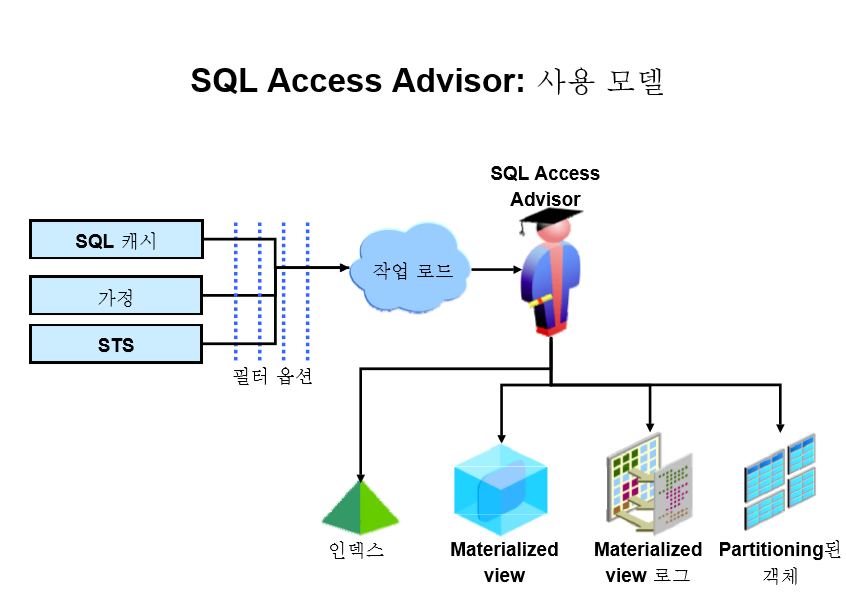 SQL Access Advisor: 사용 모델
SQL Access
Advisor
SQL 캐시
가정
STS
필터 옵션
작업 로드
인덱스
Materialized
view
Materialized
view 로그
Partitioning된
객체